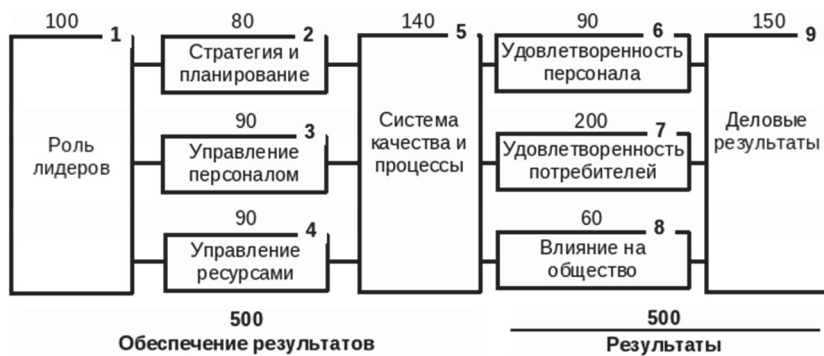 100
1
Роль
лидеров
80
2
Стратегия и
планирование
90
3
Управление
персоналом
90
4
Управление
ресурсами
140
5
Система
качества и
процессы
90
6
Удовлетворенность
персонала
200
7
Удовлетворенность
потребителей
60
8
Влияние на
общество
150
9
Деловые
результаты
500
Обеспечение результатов
500
Результаты